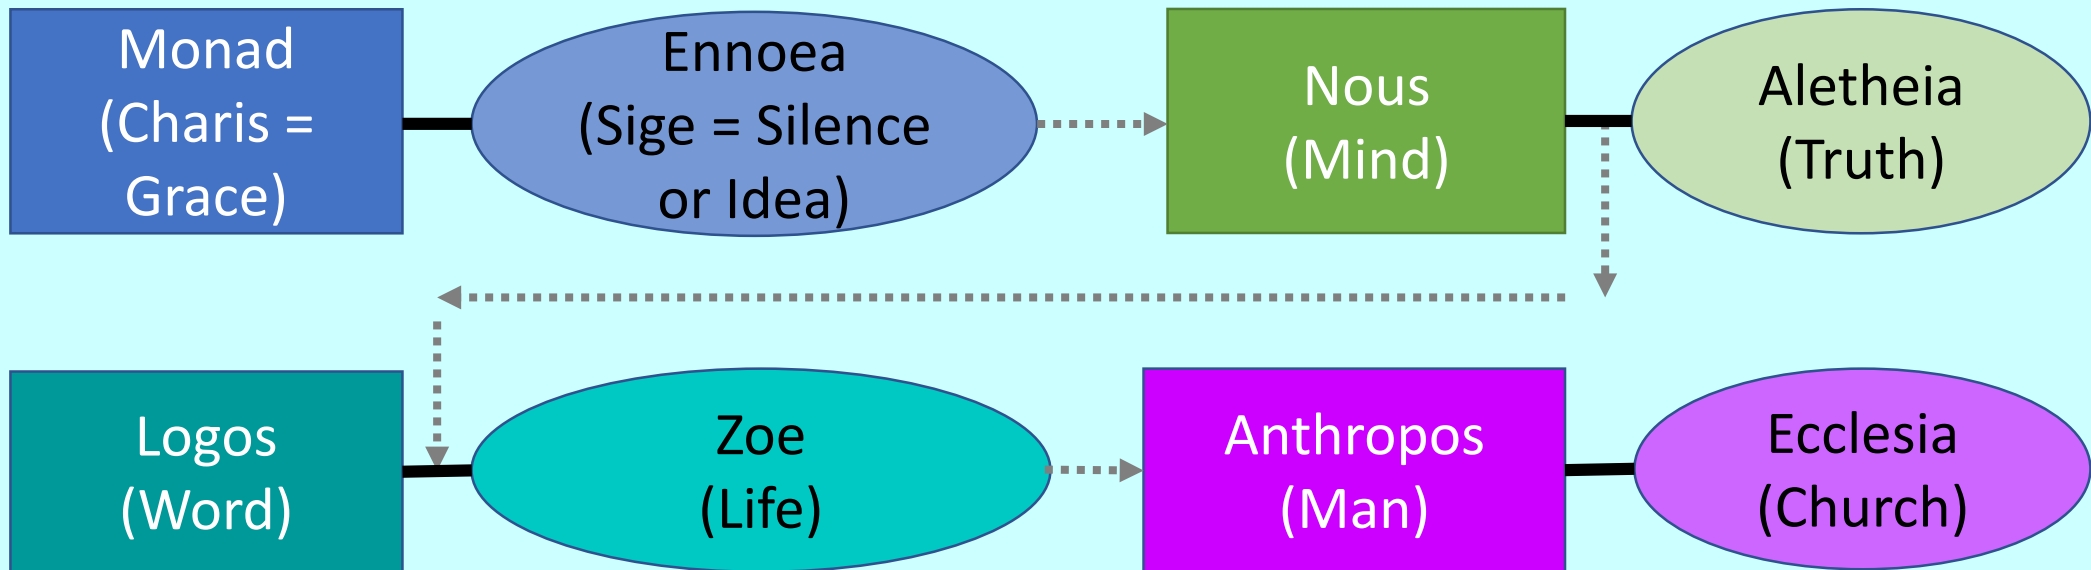 Monad
(Charis =
Grace)
Ennoea
(Sige = Silence
or Idea)
Nous
(Mind)
Aletheia
(Truth)
Logos
(Word)
Zoe
(Life)
Anthropos
(Man)
Ecclesia
(Church)